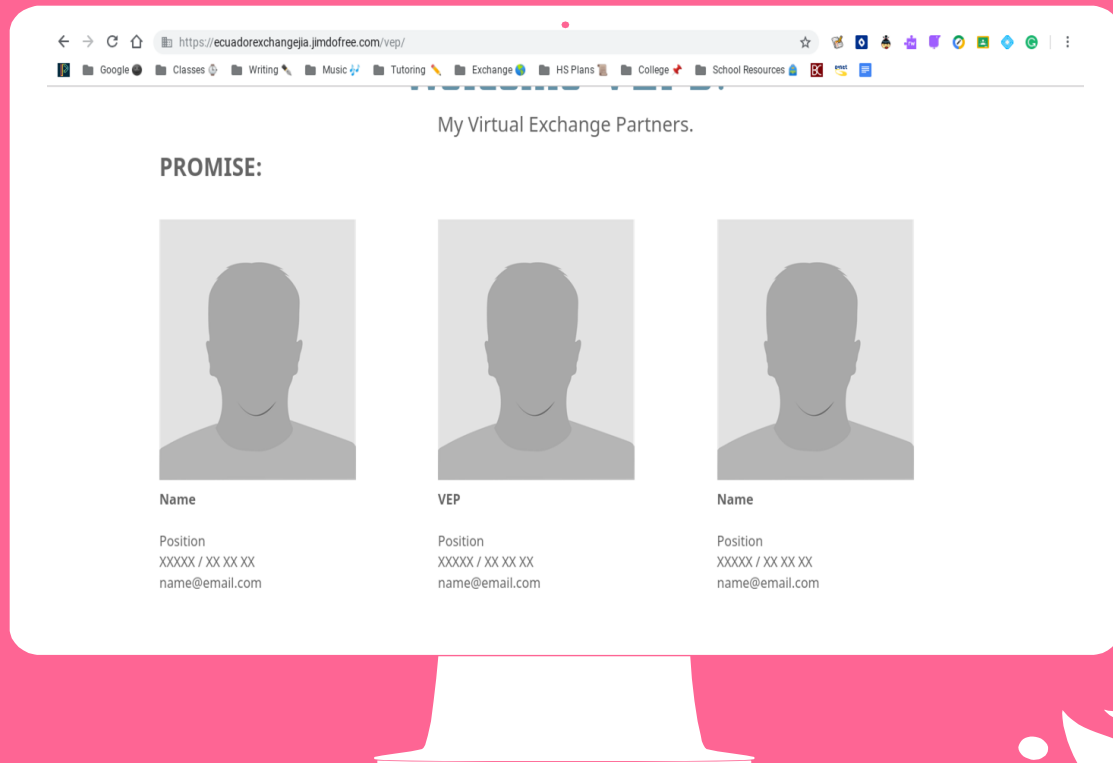 https://ecuadorexchangejia.jimdofree.com/vep/
Google Classes Writing Music Tutoring Exchange HS Plans College School Resources BC
My Virtual Exchange Partners.
PROMISE:
Name VEP Name
Position Position Position
XXXXX / XX XX XX XXXXX / XX XX XX XXXXX / XX XX XX
name@email.com name@email.com name@email.com